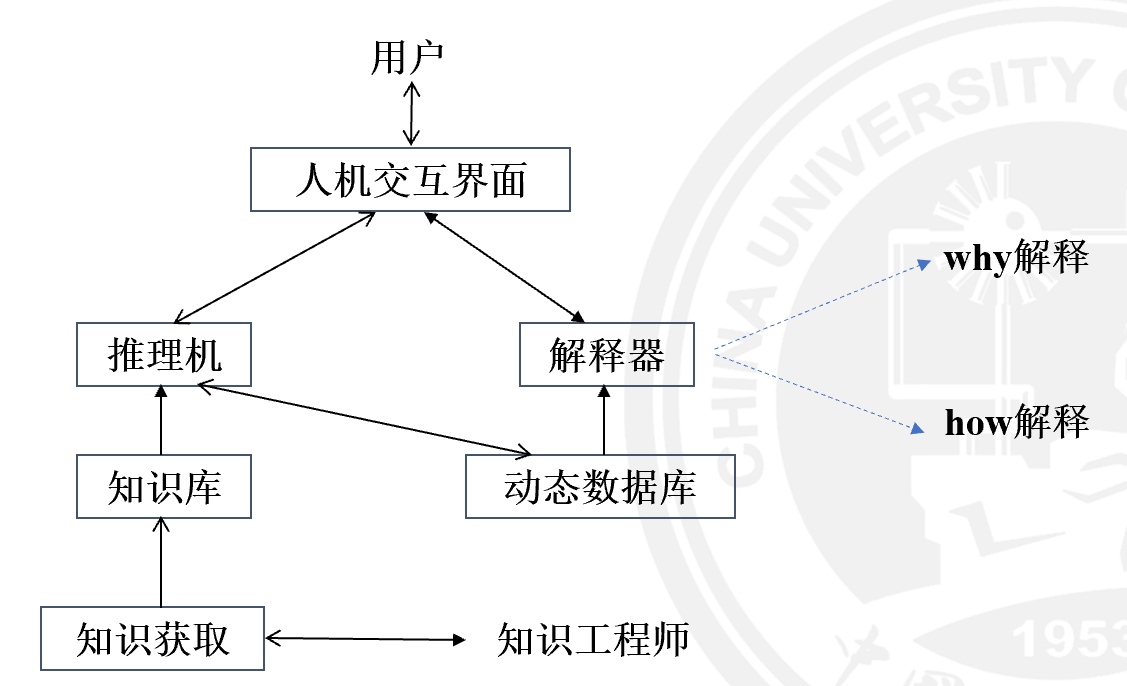 用户
人机交互界面
why解释
推理机
解释器
how解释
知识库
动态数据库
知识获取
知识工程师
CHINA UNIVERSITY
1953